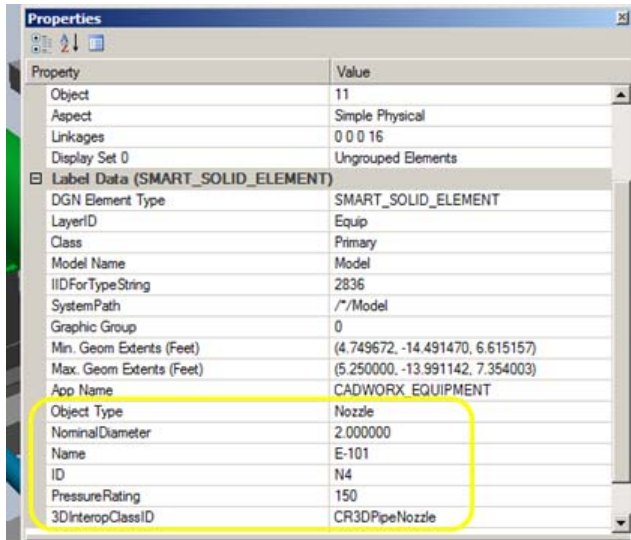 Properties
Property Value
Object 11
Aspect Simple Physical
Linkages 0 0 0 16
Display Set 0 Ungrouped Elements
Label Data (SMART_SOLID_ELEMENT)
DGN Element Type SMART_SOLID_ELEMENT
LayerID Equip
Class Primary
Model Name Model
IIDForTypeString 2836
SystemPath /*/Model
Graphic Group 0
Min. Geom Extents (Feet) (4.749672, -14.491470, 6.615157)
Max. Geom Extents (Feet) (5.250000, -13.991142, 7.354003)
App Name CADWORX_EQUIPMENT
Object Type Nozzle
NominalDiameter 2.000000
Name E-101
ID N4
PressureRating 150
3DInteropClassID CR3DPipeNozzle